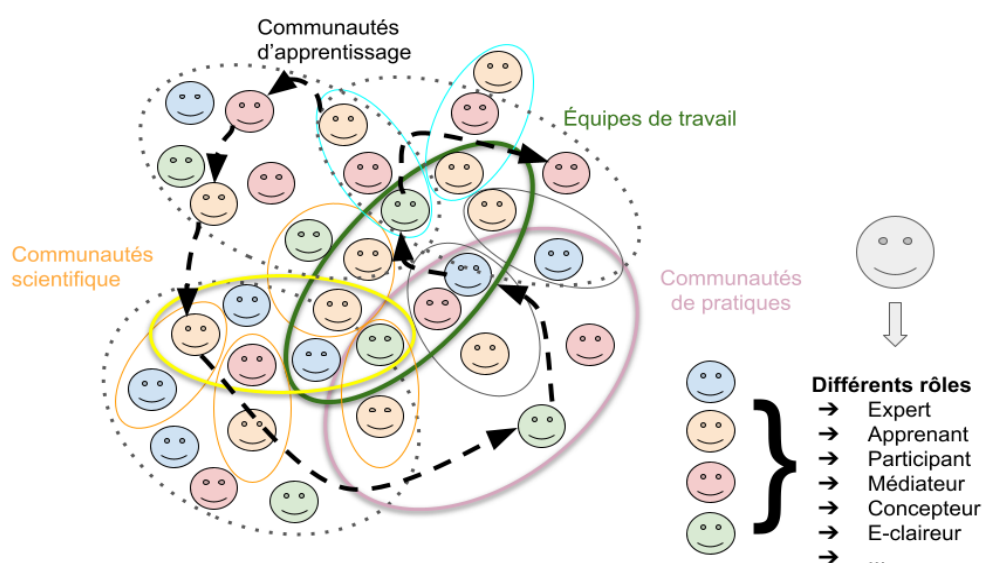 Communautés
d'apprentissage
Équipes de travail
Communautés
scientifique
Communautés
de pratiques
Différents rôles
➔ Expert
➔ Apprenant
➔ Participant
➔ Médiateur
➔ Concepteur
➔ E-claireur
➔ ...